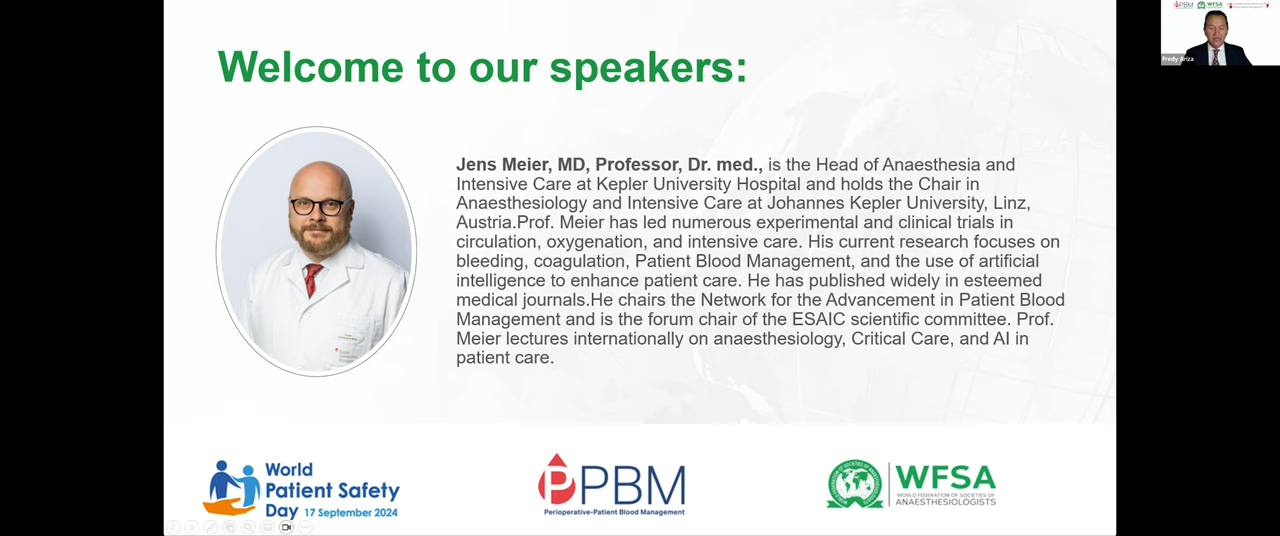 Welcome to our speakers:
Jens Meier, MD, Professor, Dr. med., is the Head of Anaesthesia and
Intensive Care at Kepler University Hospital and holds the Chair in
Anaesthesiology and Intensive Care at Johannes Kepler University, Linz,
Austria.Prof. Meier has led numerous experimental and clinical trials in
circulation, oxygenation, and intensive care. His current research focuses on
bleeding, coagulation, Patient Blood Management, and the use of artificial
intelligence to enhance patient care. He has published widely in esteemed
medical journals.He chairs the Network for the Advancement in Patient Blood
Management and is the forum chair of the ESAIC scientific committee. Prof.
Meier lectures internationally on anaesthesiology, Critical Care, and AI in
patient care.
World
Patient Safety
Day 17 September 2024
PPBM
Perioperative-Patient Blood Management
WFSA
WORLD FEDERATION OF SOCIETIES OF
ANAESTHESIOLOGISTS
PBM
WFSA
Fredy Ariza